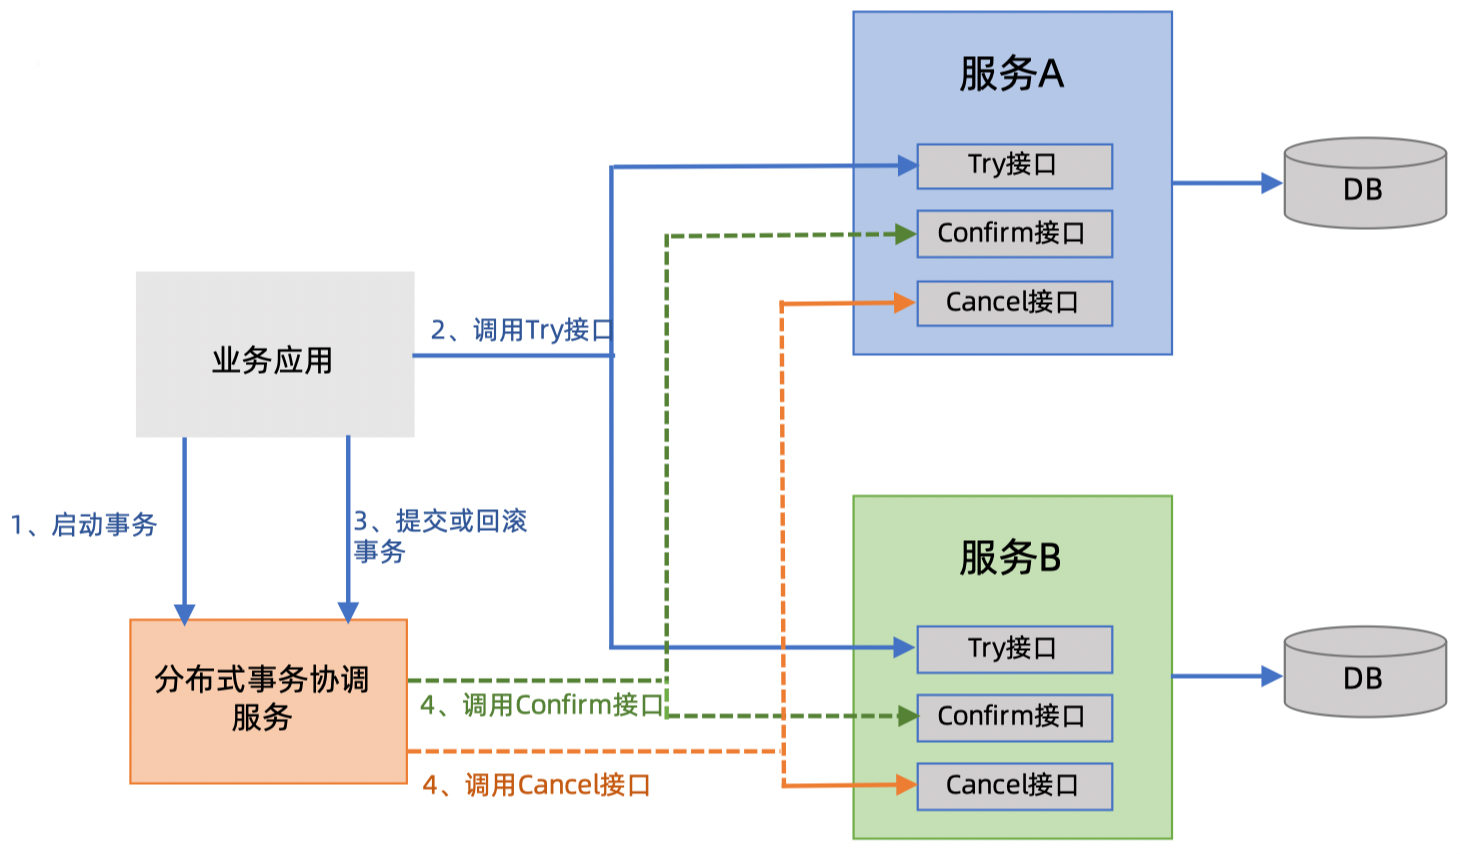 服务A
Try接口
DB
Confirm接口
Cancel接口
2、调用Try接口
业务应用
1、启动事务
3、提交或回滚
事务
服务B
Try接口
分布式事务协调
服务
DB
4、调用Confirm接口
Confirm接口
4、调用Cancel接口
Cancel接口